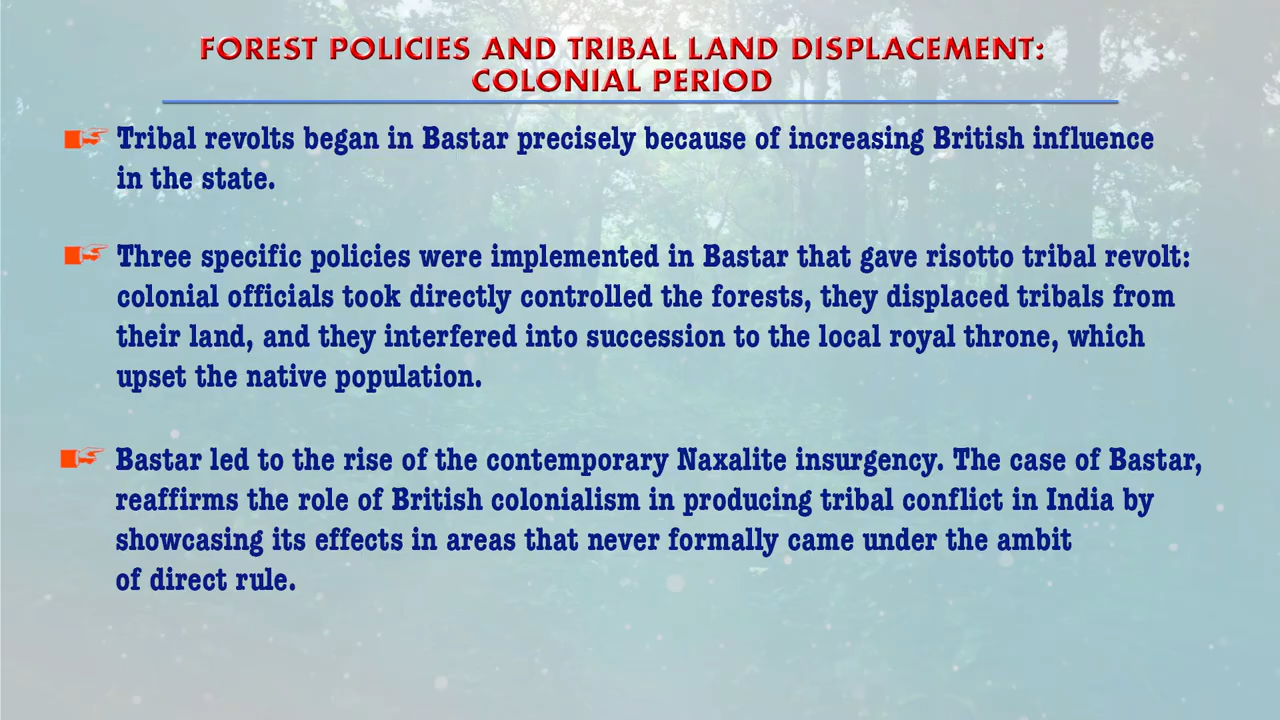 FOREST POLICIES AND TRIBAL LAND DISPLACEMENT:
COLONIAL PERIOD
Tribal revolts began in Bastar precisely because of increasing British influence
in the state.
Three specific policies were implemented in Bastar that gave risotto tribal revolt:
colonial officials took directly controlled the forests, they displaced tribals from
their land, and they interfered into succession to the local royal throne, which
upset the native population.
Bastar led to the rise of the contemporary Naxalite insurgency. The case of Bastar,
reaffirms the role of British colonialism in producing tribal conflict in India by
showcasing its effects in areas that never formally came under the ambit
of direct rule.